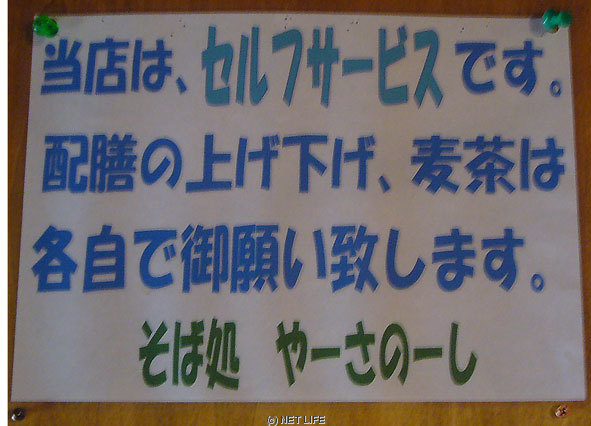 当店は、セルフサービスです。
配膳の上げ下げ、麦茶は
各自で御願い致します。
そば処　やーさのーし
(c) NET LIFE